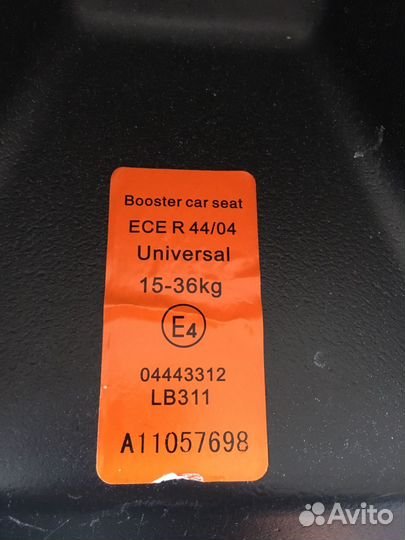 Booster car seat
ECE R 44/04
Universal
15-36kg
E4
04443312
LB311
A11057698
Avito